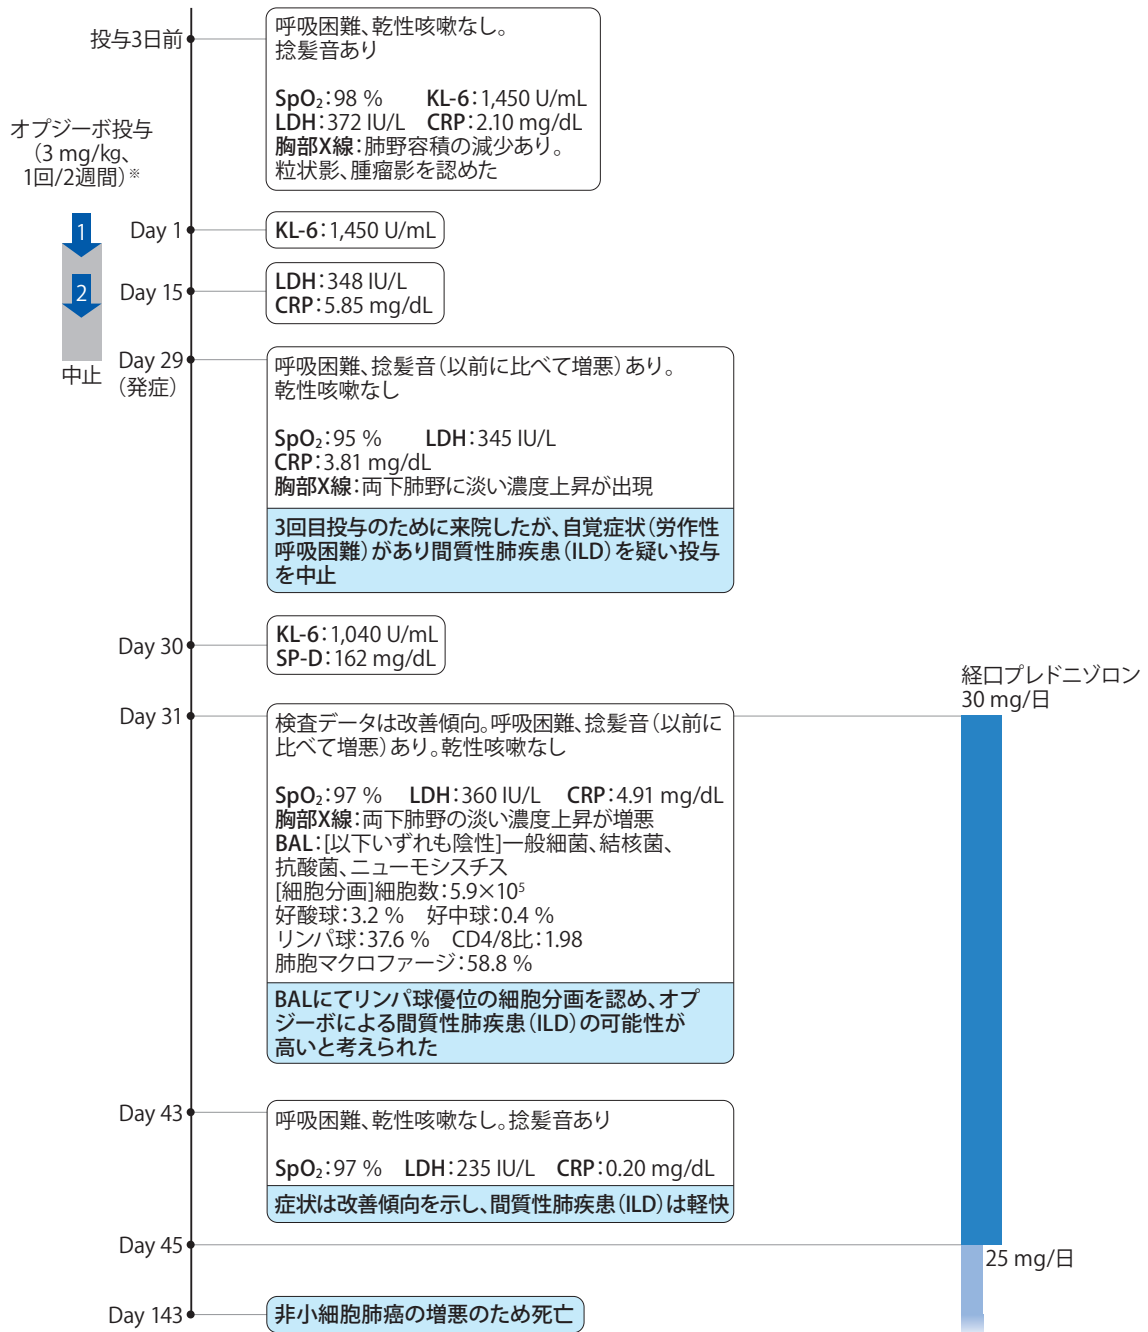 投与3日前
呼吸困難、乾性咳嗽なし。
捻髪音あり
SpO₂：98 %　KL-6：1,450 U/mL
LDH：372 IU/L　CRP：2.10 mg/dL
胸部X線：肺野容積の減少あり。
粒状影、腫瘤影を認めた
オプジーボ投与
（3 mg/kg、
1回/2週間）※
1
Day 1
KL-6：1,450 U/mL
2
Day 15
LDH：348 IU/L
CRP：5.85 mg/dL
中止
Day 29
（発症）
呼吸困難、捻髪音（以前に比べて増悪）あり。
乾性咳嗽なし
SpO₂：95 %　LDH：345 IU/L
CRP：3.81 mg/dL
胸部X線：両下肺野に淡い濃度上昇が出現
3回目投与のために来院したが、自覚症状（労作性
呼吸困難）があり間質性肺疾患（ILD）を疑い投与
を中止
Day 30
KL-6：1,040 U/mL
SP-D：162 mg/dL
経口プレドニゾロン
30 mg/日
Day 31
検査データは改善傾向。呼吸困難、捻髪音（以前に
比べて増悪）あり。乾性咳嗽なし
SpO₂：97 %　LDH：360 IU/L　CRP：4.91 mg/dL
胸部X線：両下肺野の淡い濃度上昇が増悪
BAL：[以下いずれも陰性]一般細菌、結核菌、
抗酸菌、ニューモシスチス
[細胞分画]細胞数：5.9×10⁵
好酸球：3.2 %　好中球：0.4 %
リンパ球：37.6 %　CD4/8比：1.98
肺胞マクロファージ：58.8 %
BALにてリンパ球優位の細胞分画を認め、オプ
ジーボによる間質性肺疾患（ILD）の可能性が
高いと考えられた
Day 43
呼吸困難、乾性咳嗽なし。捻髪音あり
SpO₂：97 %　LDH：235 IU/L　CRP：0.20 mg/dL
症状は改善傾向を示し、間質性肺疾患（ILD）は軽快
Day 45
25 mg/日
Day 143
非小細胞肺癌の増悪のため死亡